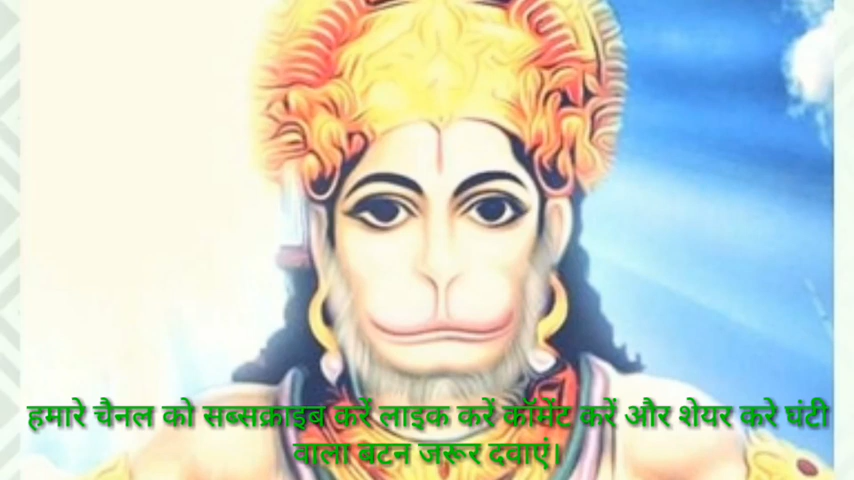 हमारे चैनल को सब्सक्राइब करें लाइक करें कॉमेंट करें और शेयर करे घंटी
वाला बटन जरूर दवाएं।